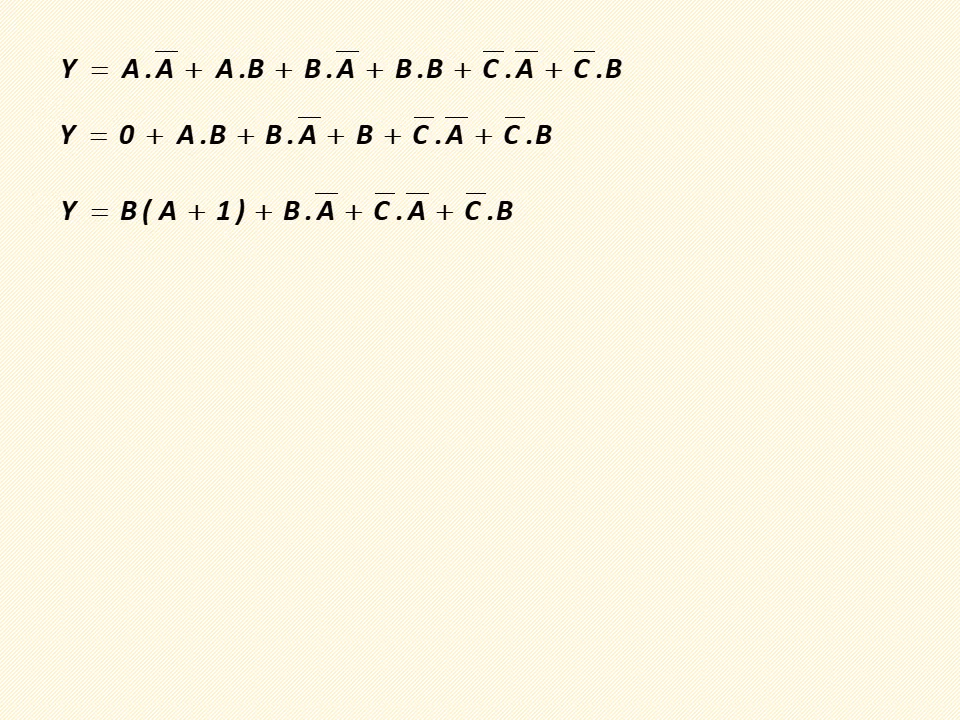 Y = A.A̅ + A.B + B.A̅ + B.B + C̅.A̅ + C̅.B
Y = 0 + A.B + B.A̅ + B + C̅.A̅ + C̅.B
Y = B(A + 1) + B.A̅ + C̅.A̅ + C̅.B